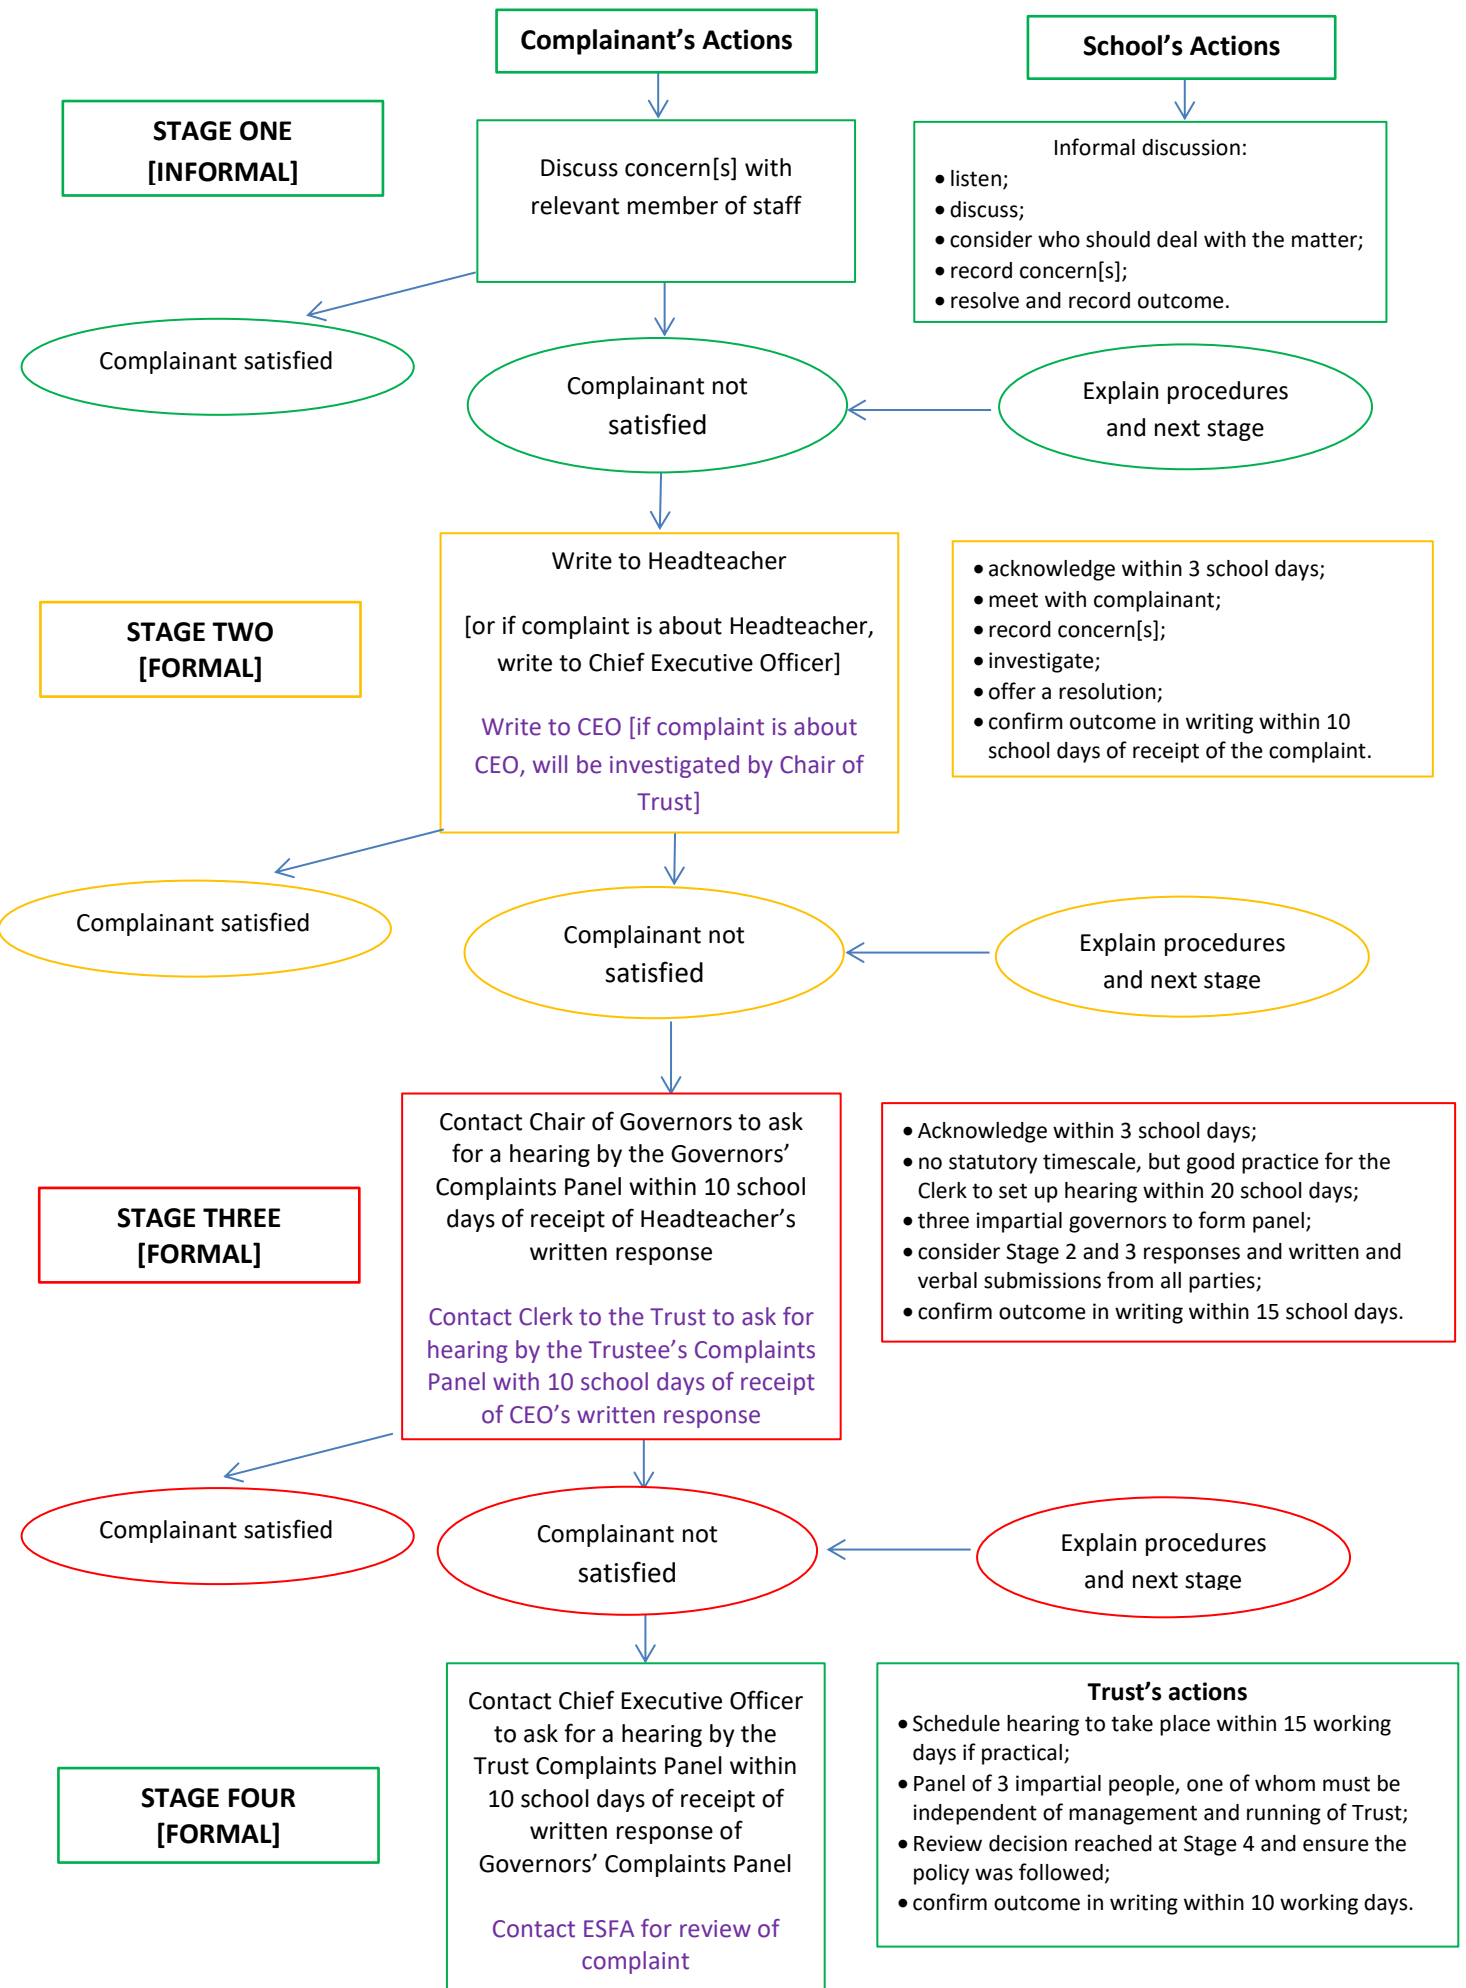 Complainant’s Actions
School’s Actions
STAGE ONE
[INFORMAL]
Discuss concern[s] with
relevant member of staff
Informal discussion:
• listen;
• discuss;
• consider who should deal with the matter;
• record concern[s];
• resolve and record outcome.
Complainant satisfied
Complainant not
satisfied
Explain procedures
and next stage
STAGE TWO
[FORMAL]
Write to Headteacher
[or if complaint is about Headteacher,
write to Chief Executive Officer]
Write to CEO [if complaint is about
CEO, will be investigated by Chair of
Trust]
• acknowledge within 3 school days;
• meet with complainant;
• record concern[s];
• investigate;
• offer a resolution;
• confirm outcome in writing within 10
school days of receipt of the complaint.
Complainant satisfied
Complainant not
satisfied
Explain procedures
and next stage
STAGE THREE
[FORMAL]
Contact Chair of Governors to ask
for a hearing by the Governors’
Complaints Panel within 10 school
days of receipt of Headteacher’s
written response
Contact Clerk to the Trust to ask for
hearing by the Trustee’s Complaints
Panel with 10 school days of receipt
of CEO’s written response
• Acknowledge within 3 school days;
• no statutory timescale, but good practice for the
Clerk to set up hearing within 20 school days;
• three impartial governors to form panel;
• consider Stage 2 and 3 responses and written and
verbal submissions from all parties;
• confirm outcome in writing within 15 school days.
Complainant satisfied
Complainant not
satisfied
Explain procedures
and next stage
STAGE FOUR
[FORMAL]
Contact Chief Executive Officer
to ask for a hearing by the
Trust Complaints Panel within
10 school days of receipt of
written response of
Governors’ Complaints Panel
Contact ESFA for review of
complaint
Trust’s actions
• Schedule hearing to take place within 15 working
days if practical;
• Panel of 3 impartial people, one of whom must be
independent of management and running of Trust;
• Review decision reached at Stage 4 and ensure the
policy was followed;
• confirm outcome in writing within 10 working days.